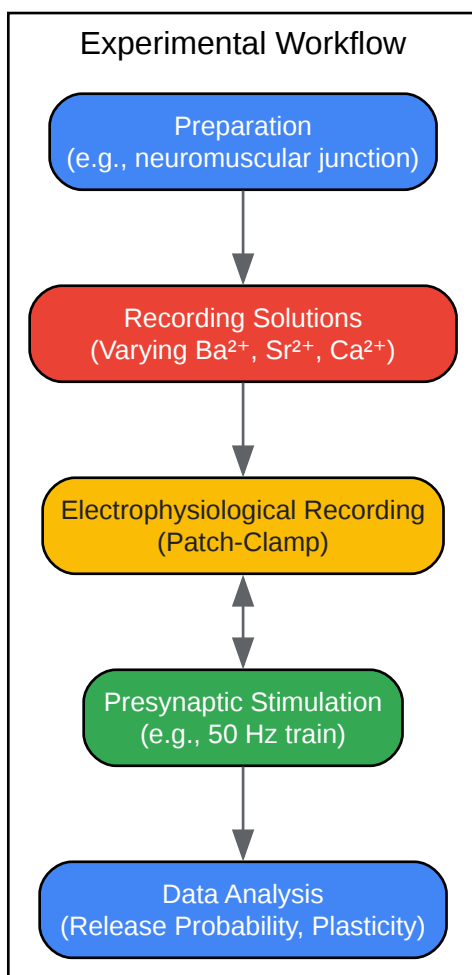 Experimental Workflow
Preparation
(e.g., neuromuscular junction)
Recording Solutions
(Varying Ba²⁺, Sr²⁺, Ca²⁺)
Electrophysiological Recording
(Patch-Clamp)
Presynaptic Stimulation
(e.g., 50 Hz train)
Data Analysis
(Release Probability, Plasticity)